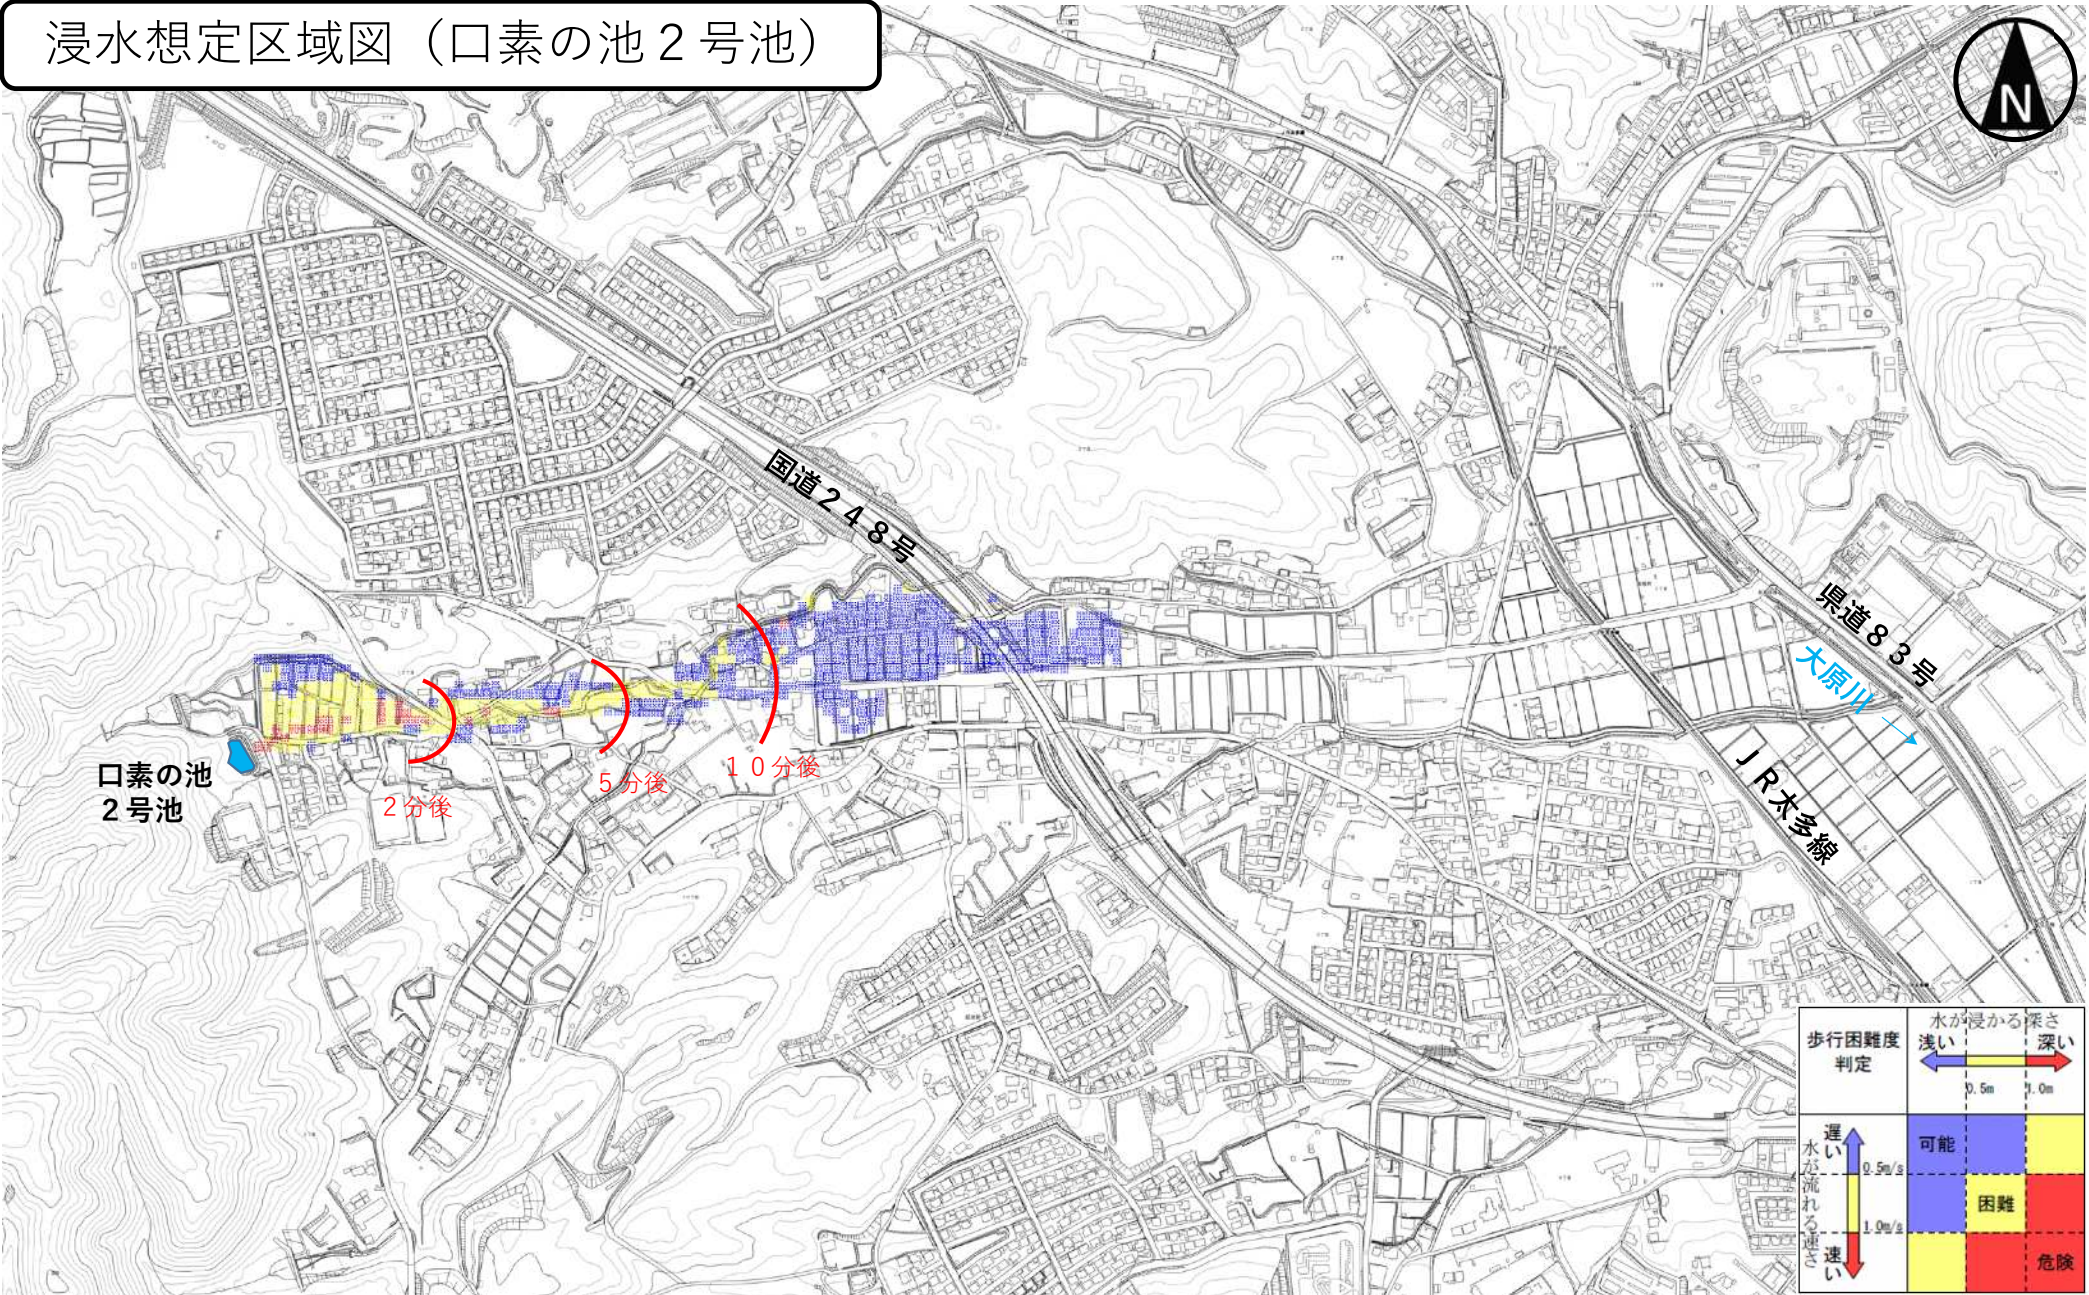 浸水想定区域図（口素の池２号池）
N
国道２４８号
県道８３号
大原川
ＪＲ太多線
口素の池
２号池
２分後
５分後
１０分後
歩行困難度
判定
水が浸かる深さ
浅い
深い
0.5m
1.0m
水が流れる速さ
遅い
0.5m/s
1.0m/s
速い
可能
困難
危険